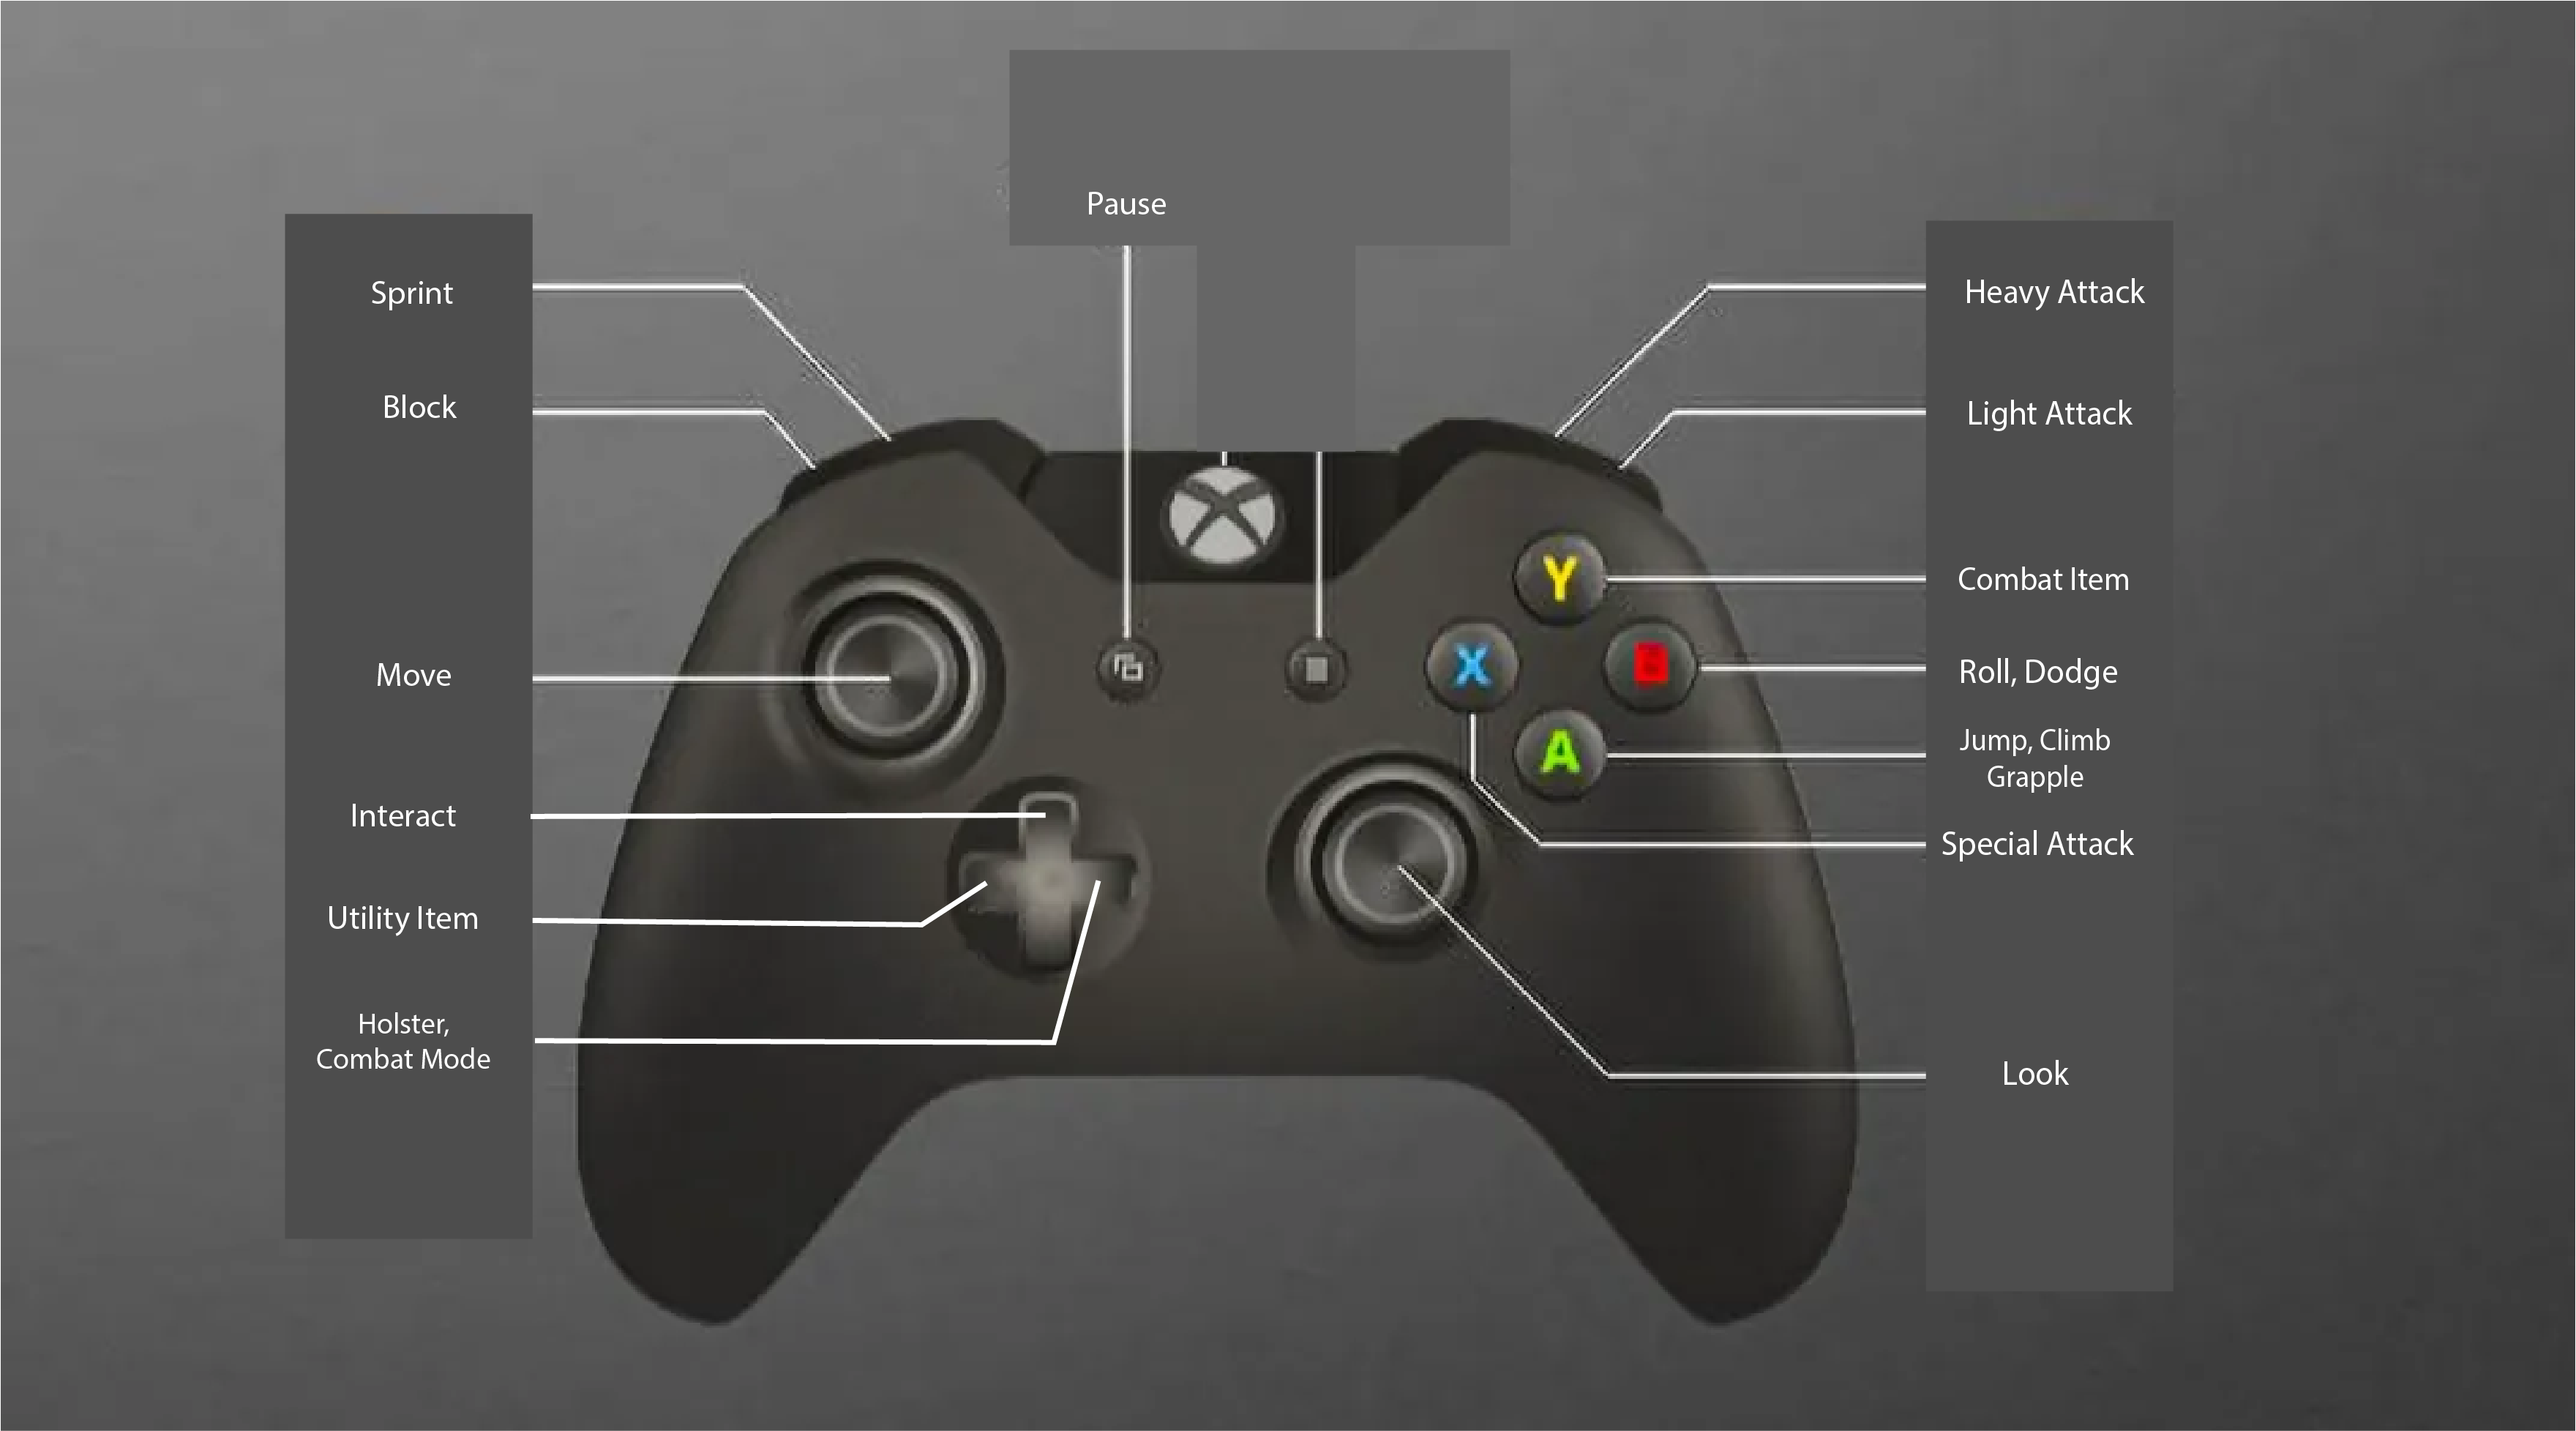 Pause
Sprint
Block
Move
Interact
Utility Item
Holster,
Combat Mode
Heavy Attack
Light Attack
Y
Combat Item
X
B
Roll, Dodge
A
Jump, Climb
Grapple
Special Attack
Look